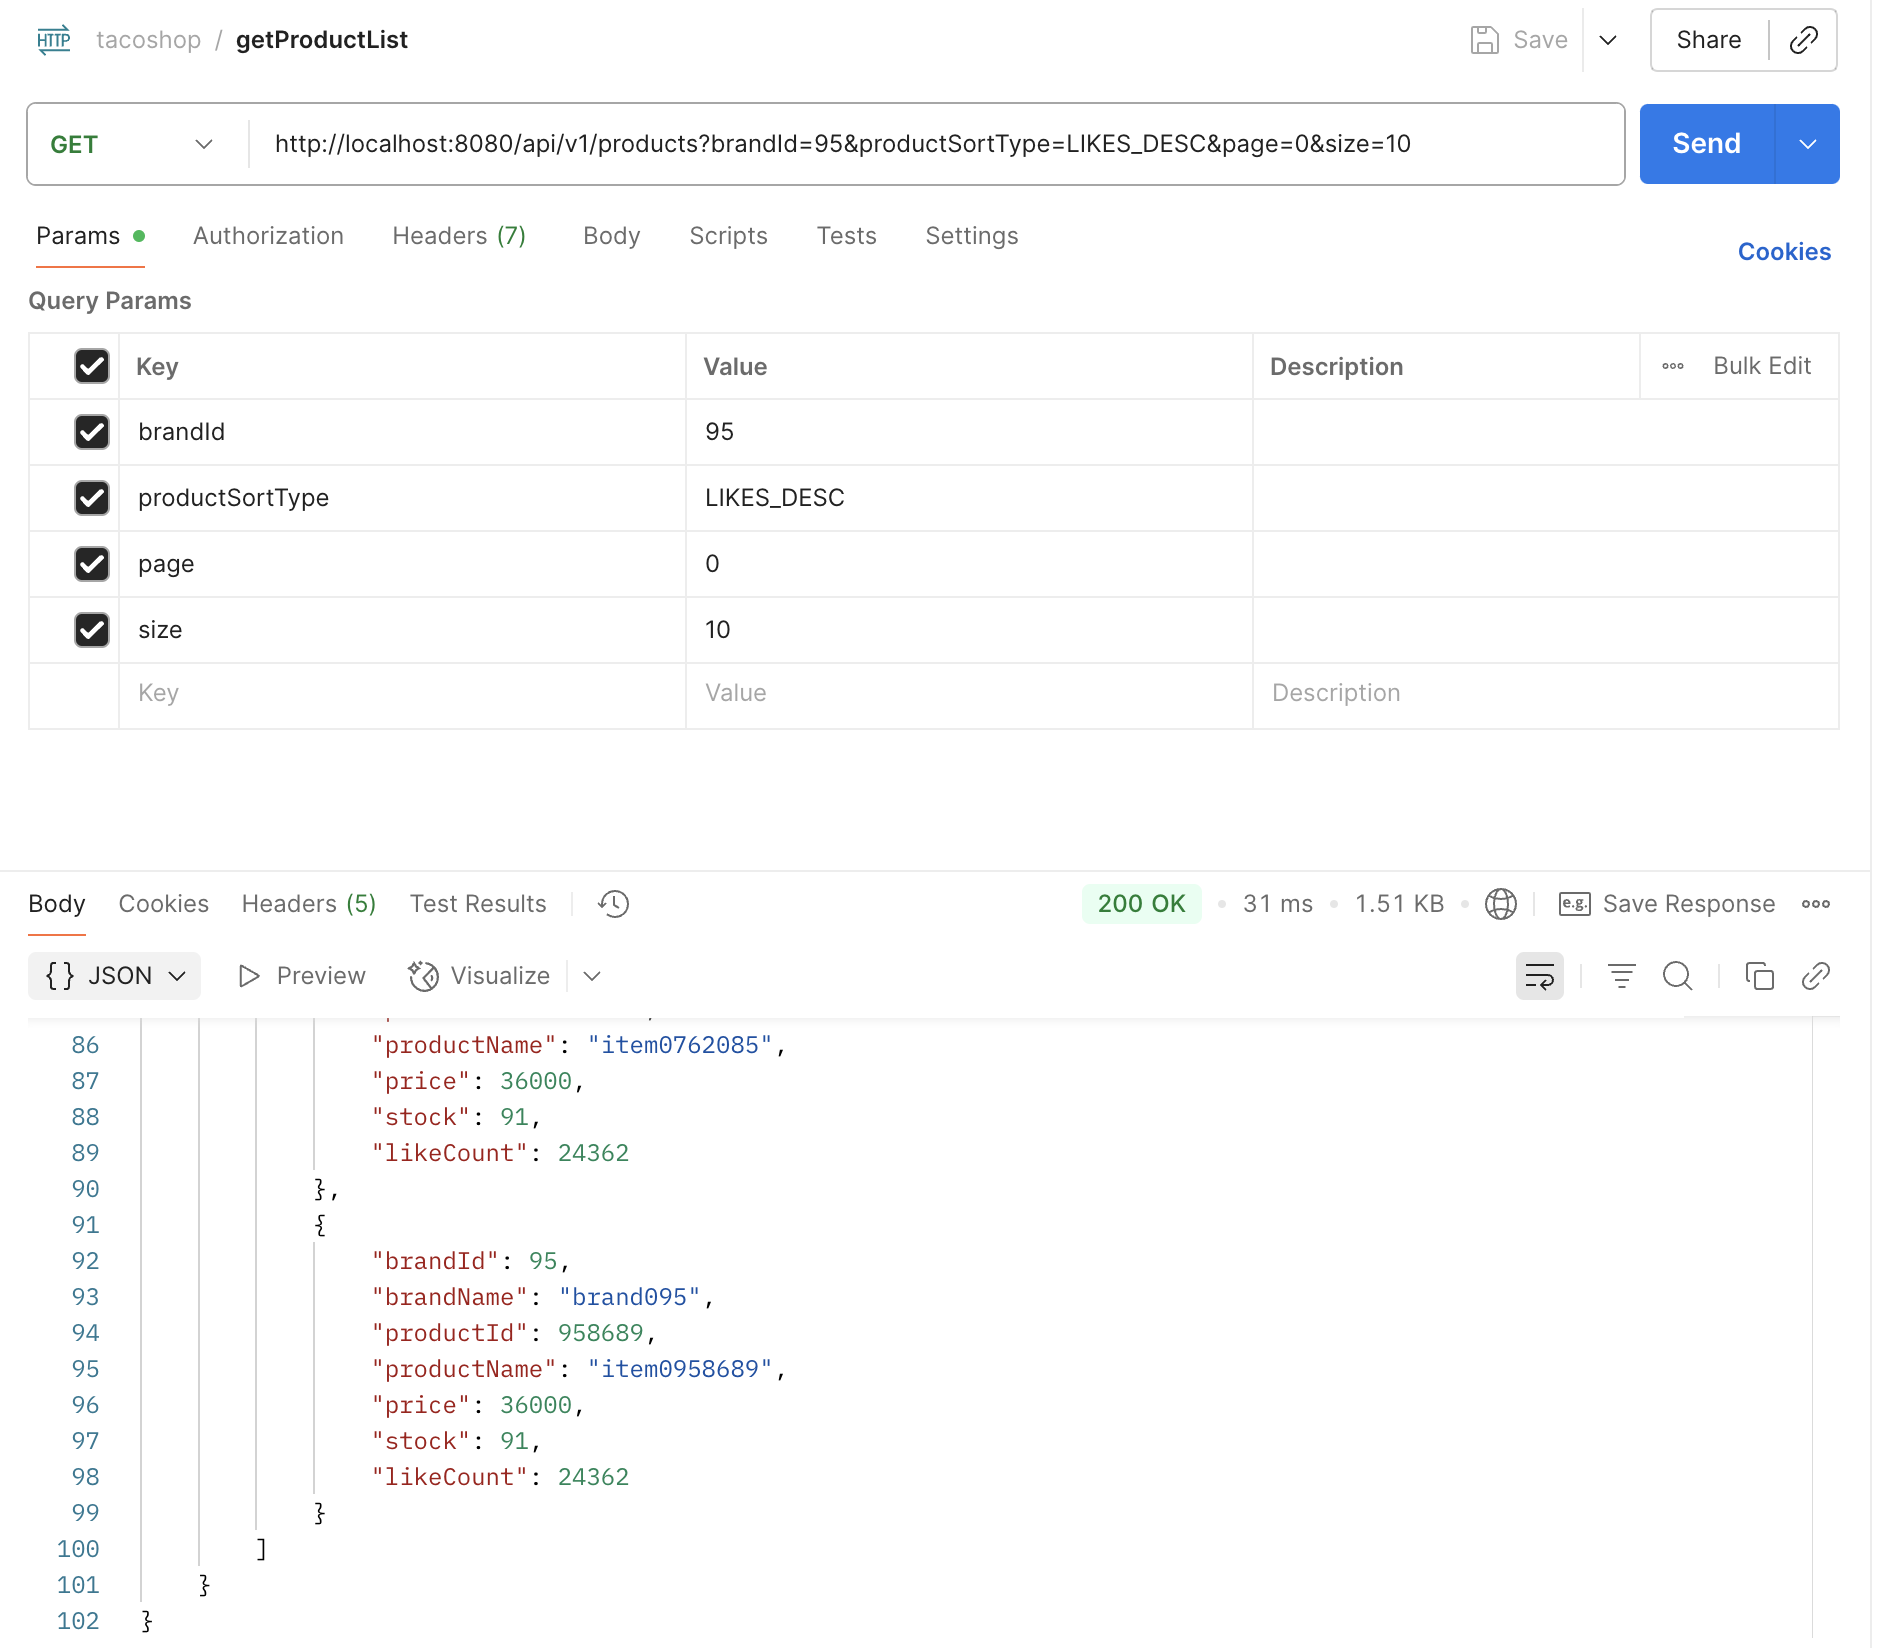 HTTP tacoshop / getProductList Save Share
GET http://localhost:8080/api/v1/products?brandId=95&productSortType=LIKES_DESC&page=0&size=10 Send
Params Authorization Headers (7) Body Scripts Tests Settings Cookies
Query Params
Key Value Description Bulk Edit
brandId 95
productSortType LIKES_DESC
page 0
size 10
Key Value Description
Body Cookies Headers (5) Test Results 200 OK • 31 ms • 1.51 KB • e.g. Save Response
{} JSON Preview Visualize
86 "productName": "item0762085",
87 "price": 36000,
88 "stock": 91,
89 "likeCount": 24362
90 },
91 {
92 "brandId": 95,
93 "brandName": "brand095",
94 "productId": 958689,
95 "productName": "item0958689",
96 "price": 36000,
97 "stock": 91,
98 "likeCount": 24362
99 }
100 ]
101 }
102 }